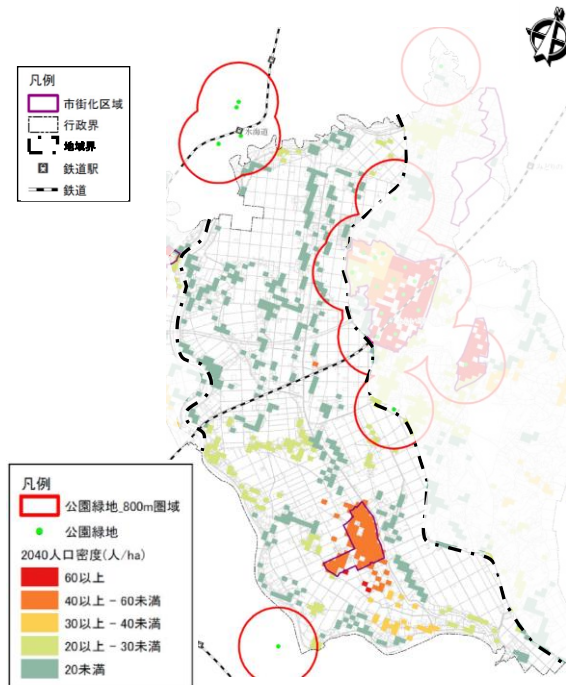 凡例
市街化区域
行政界
地域界
鉄道駅
鉄道
水海道
凡例
公園緑地_800m圏域
公園緑地
2040人口密度(人/ha)
60以上
40以上 - 60未満
30以上 - 40未満
20以上 - 30未満
20未満